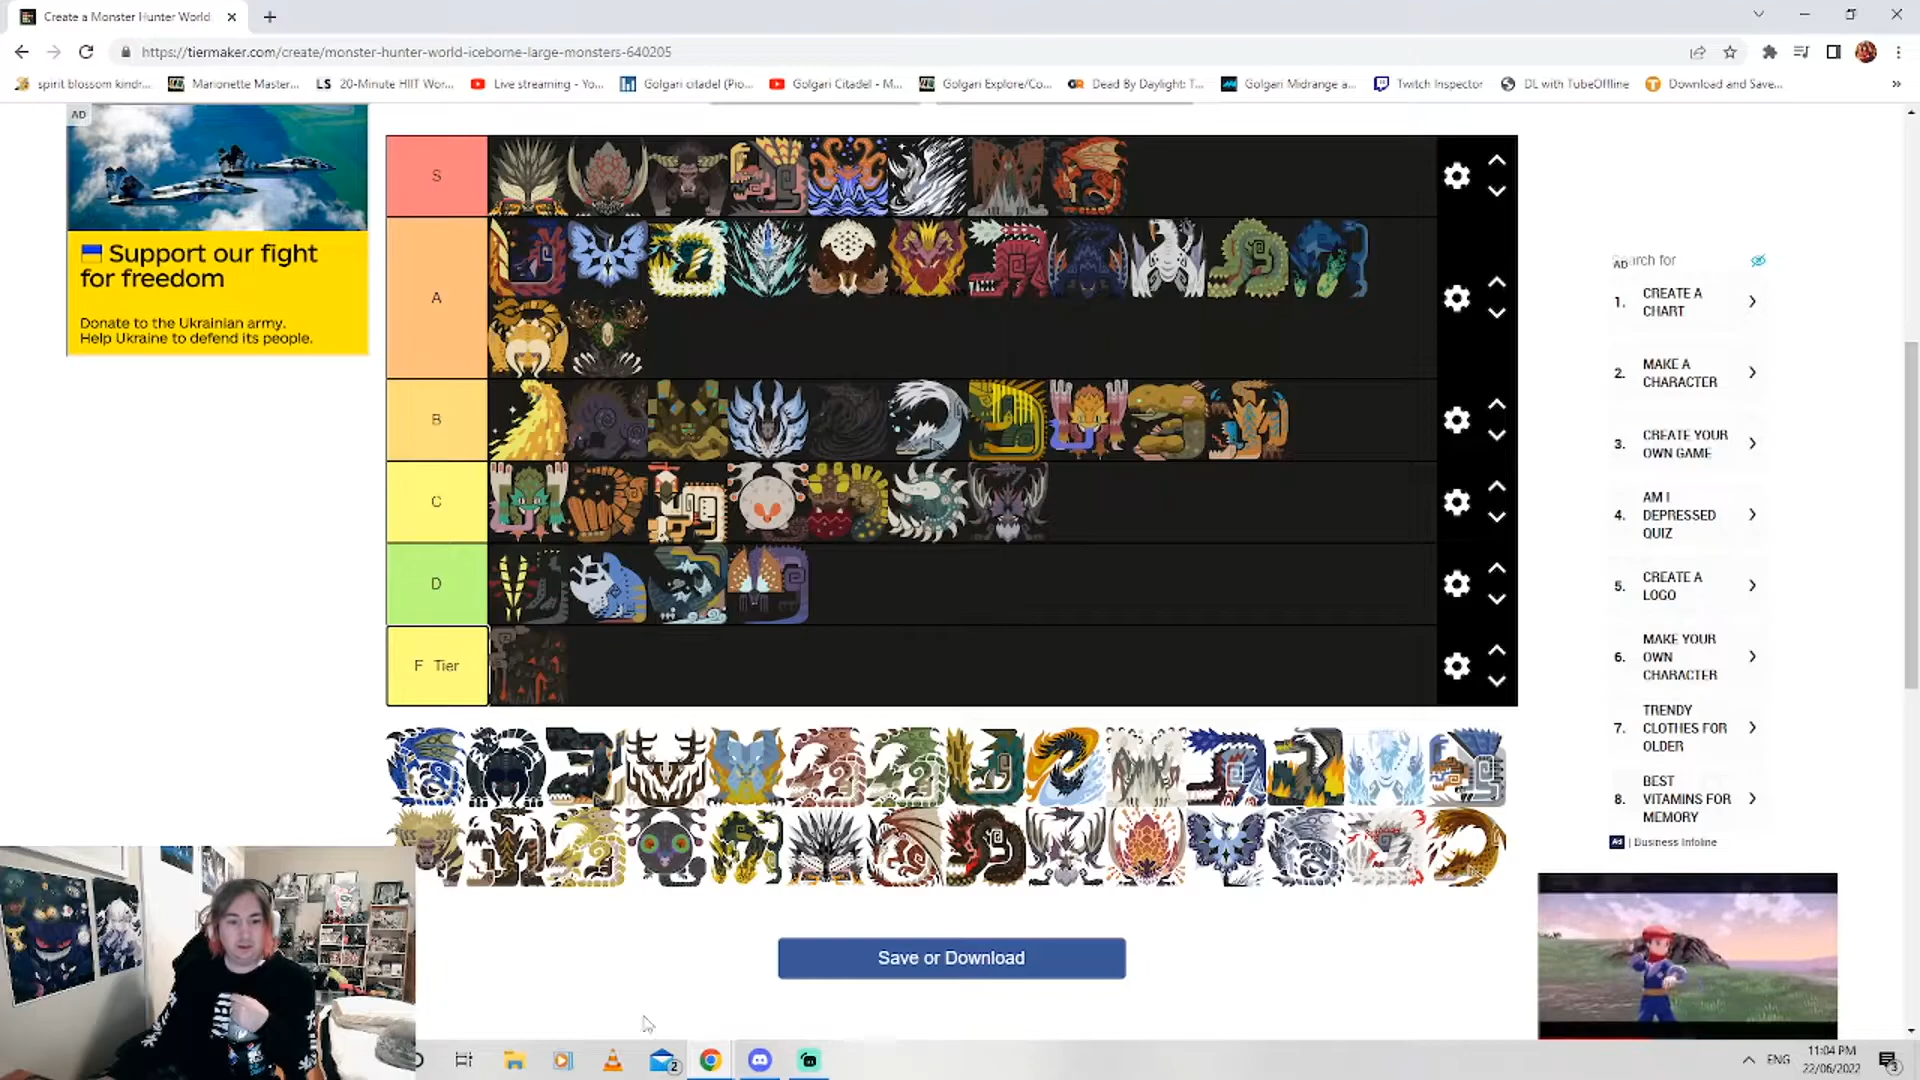 Create a Monster Hunter World
https://tiermaker.com/create/monster-hunter-world-iceborne-large-monsters-640205
spirit blossom kindr...
Marionette Master...
LS 20-Minute HIIT Wor...
Live streaming - Yo...
Golgari citadel (Pio...
Golgari Citadel - M...
Golgari Explore/Co...
Dead By Daylight: T...
Golgari Midrange a...
Twitch Inspector
DL with TubeOffline
Download and Save...
AD
Support our fight
for freedom
Donate to the Ukrainian army.
Help Ukraine to defend its people.
S
A
B
C
D
F Tier
AD
Search for
1. CREATE A
CHART
2. MAKE A
CHARACTER
3. CREATE YOUR
OWN GAME
4. AM I
DEPRESSED
QUIZ
5. CREATE A
LOGO
6. MAKE YOUR
OWN
CHARACTER
7. TRENDY
CLOTHES FOR
OLDER
8. BEST
VITAMINS FOR
MEMORY
Ad | Business Infoline
Save or Download
2
ENG
11:04 PM
22/06/2022
3